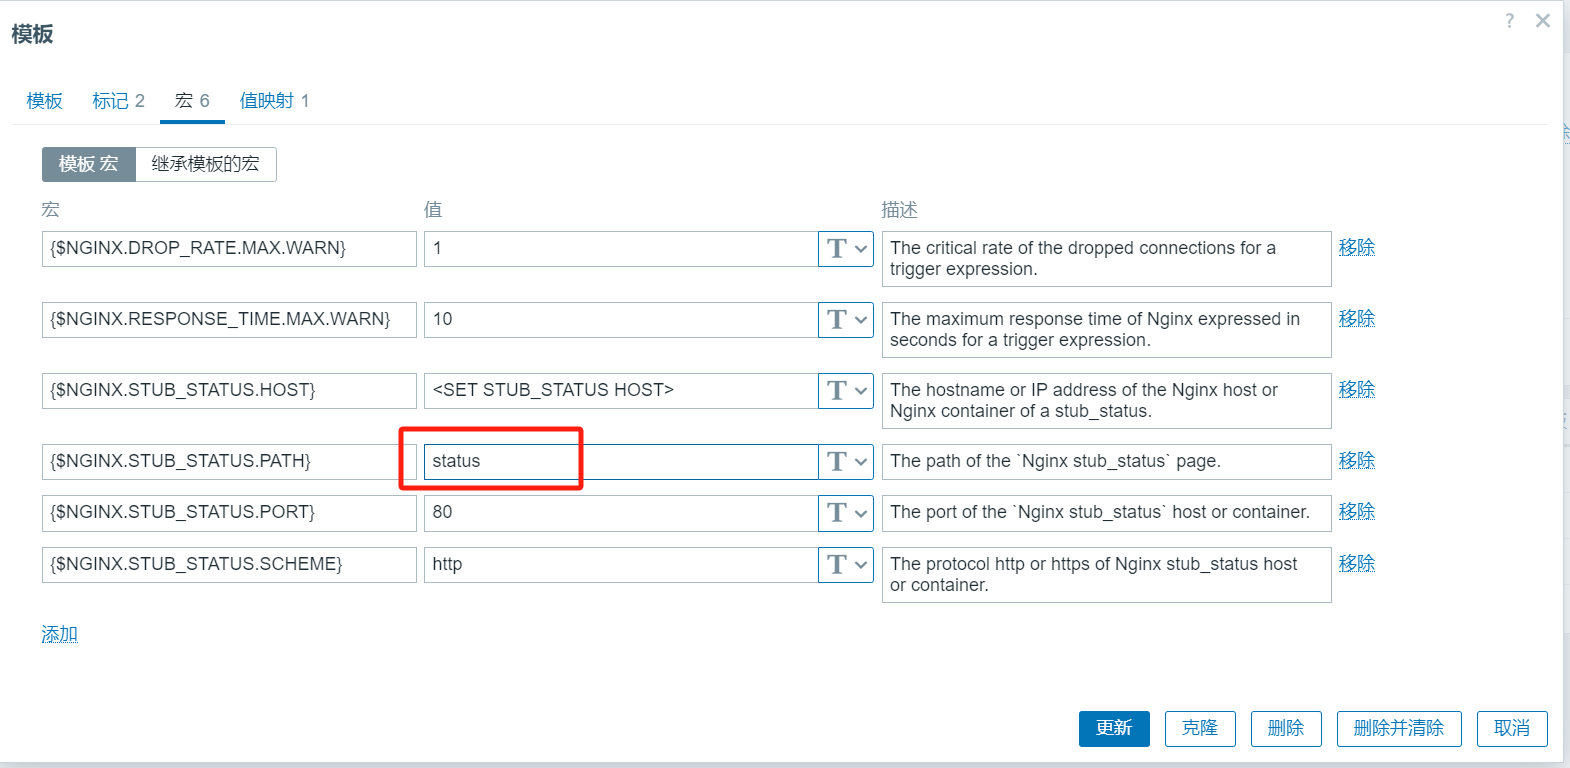 模板
? ×
模板 标记 2 宏 6 值映射 1
模板 宏 继承模板的宏
宏 值 描述
{$NGINX.DROP_RATE.MAX.WARN} 1 T The critical rate of the dropped connections for a
trigger expression. 移除
{$NGINX.RESPONSE_TIME.MAX.WARN} 10 T The maximum response time of Nginx expressed in
seconds for a trigger expression. 移除
{$NGINX.STUB_STATUS.HOST} <SET STUB_STATUS HOST> T The hostname or IP address of the Nginx host or
Nginx container of a stub_status. 移除
{$NGINX.STUB_STATUS.PATH} status T The path of the `Nginx stub_status` page. 移除
{$NGINX.STUB_STATUS.PORT} 80 T The port of the `Nginx stub_status` host or container. 移除
{$NGINX.STUB_STATUS.SCHEME} http T The protocol http or https of Nginx stub_status host
or container. 移除
添加
更新 克隆 删除 删除并清除 取消